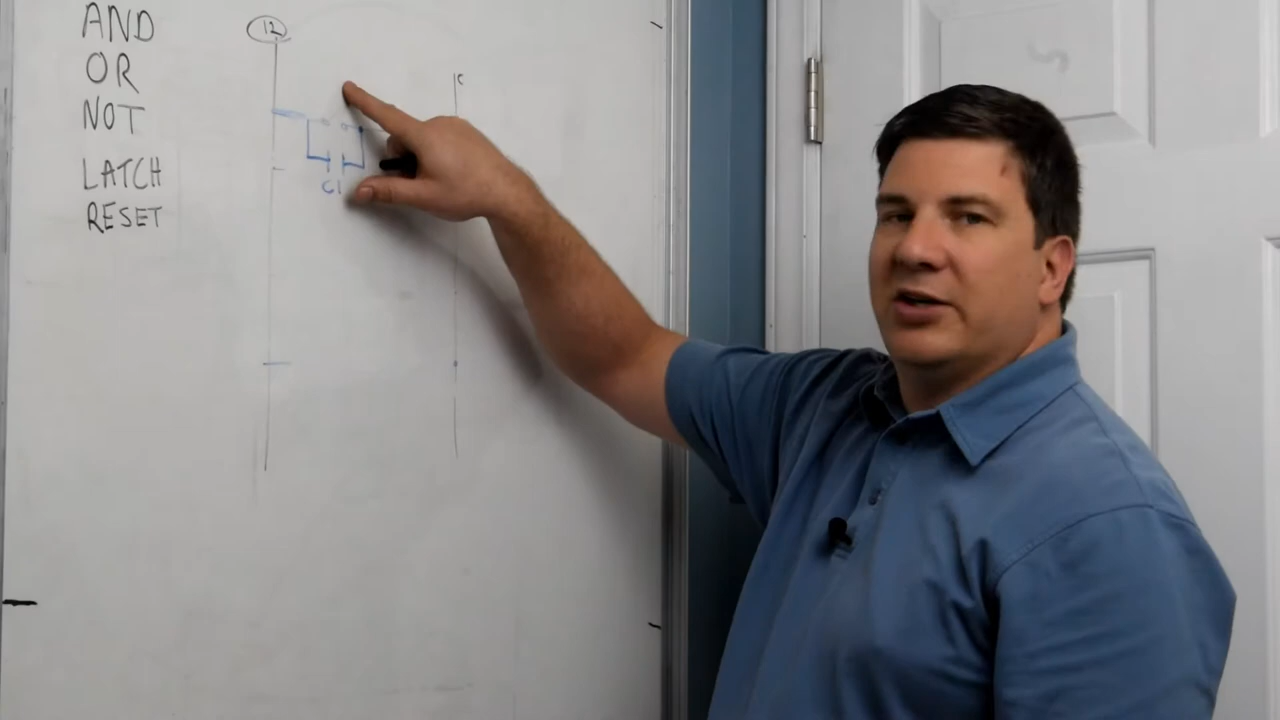 AND
OR
NOT
LATCH
RESET
12
C
C1